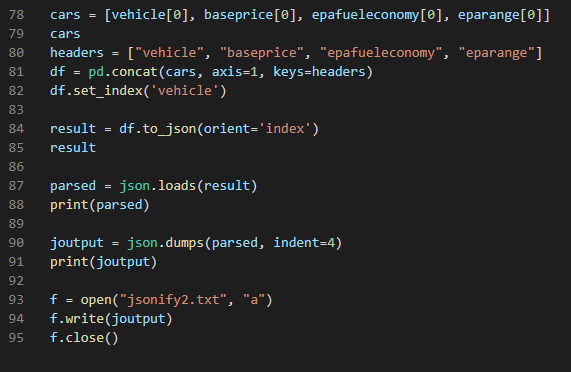 78 cars = [vehicle[0], baseprice[0], epafueleconomy[0], eparange[0]]
79 cars
80 headers = ["vehicle", "baseprice", "epafueleconomy", "eparange"]
81 df = pd.concat(cars, axis=1, keys=headers)
82 df.set_index('vehicle')
83
84 result = df.to_json(orient='index')
85 result
86
87 parsed = json.loads(result)
88 print(parsed)
89
90 joutput = json.dumps(parsed, indent=4)
91 print(joutput)
92
93 f = open("jsonify2.txt", "a")
94 f.write(joutput)
95 f.close()